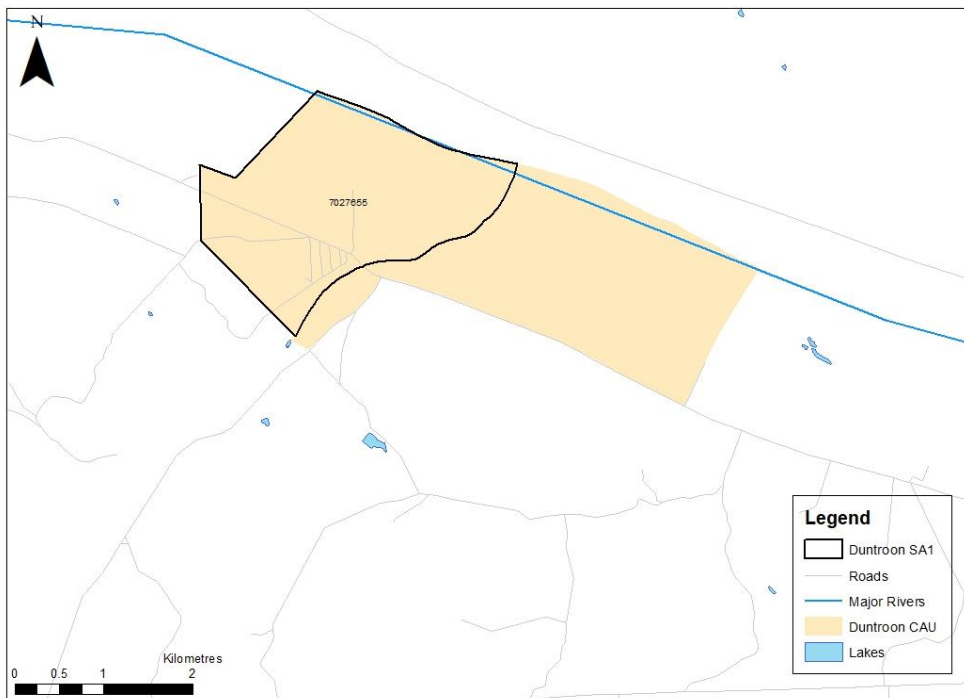 N
7027655
Legend
Duntroon SA1
Roads
Major Rivers
Duntroon CAU
Lakes
Kilometres
0 0.5 1 2